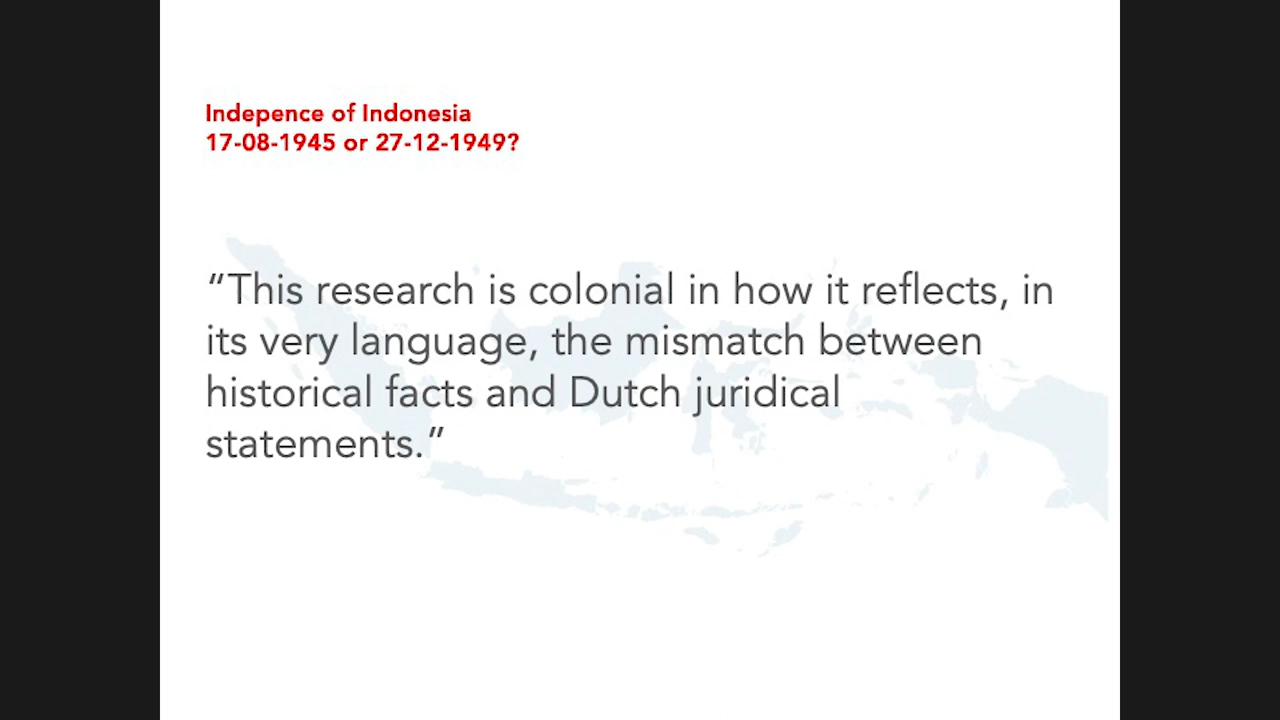 Indepence of Indonesia
17-08-1945 or 27-12-1949?
“This research is colonial in how it reflects, in
its very language, the mismatch between
historical facts and Dutch juridical
statements.”